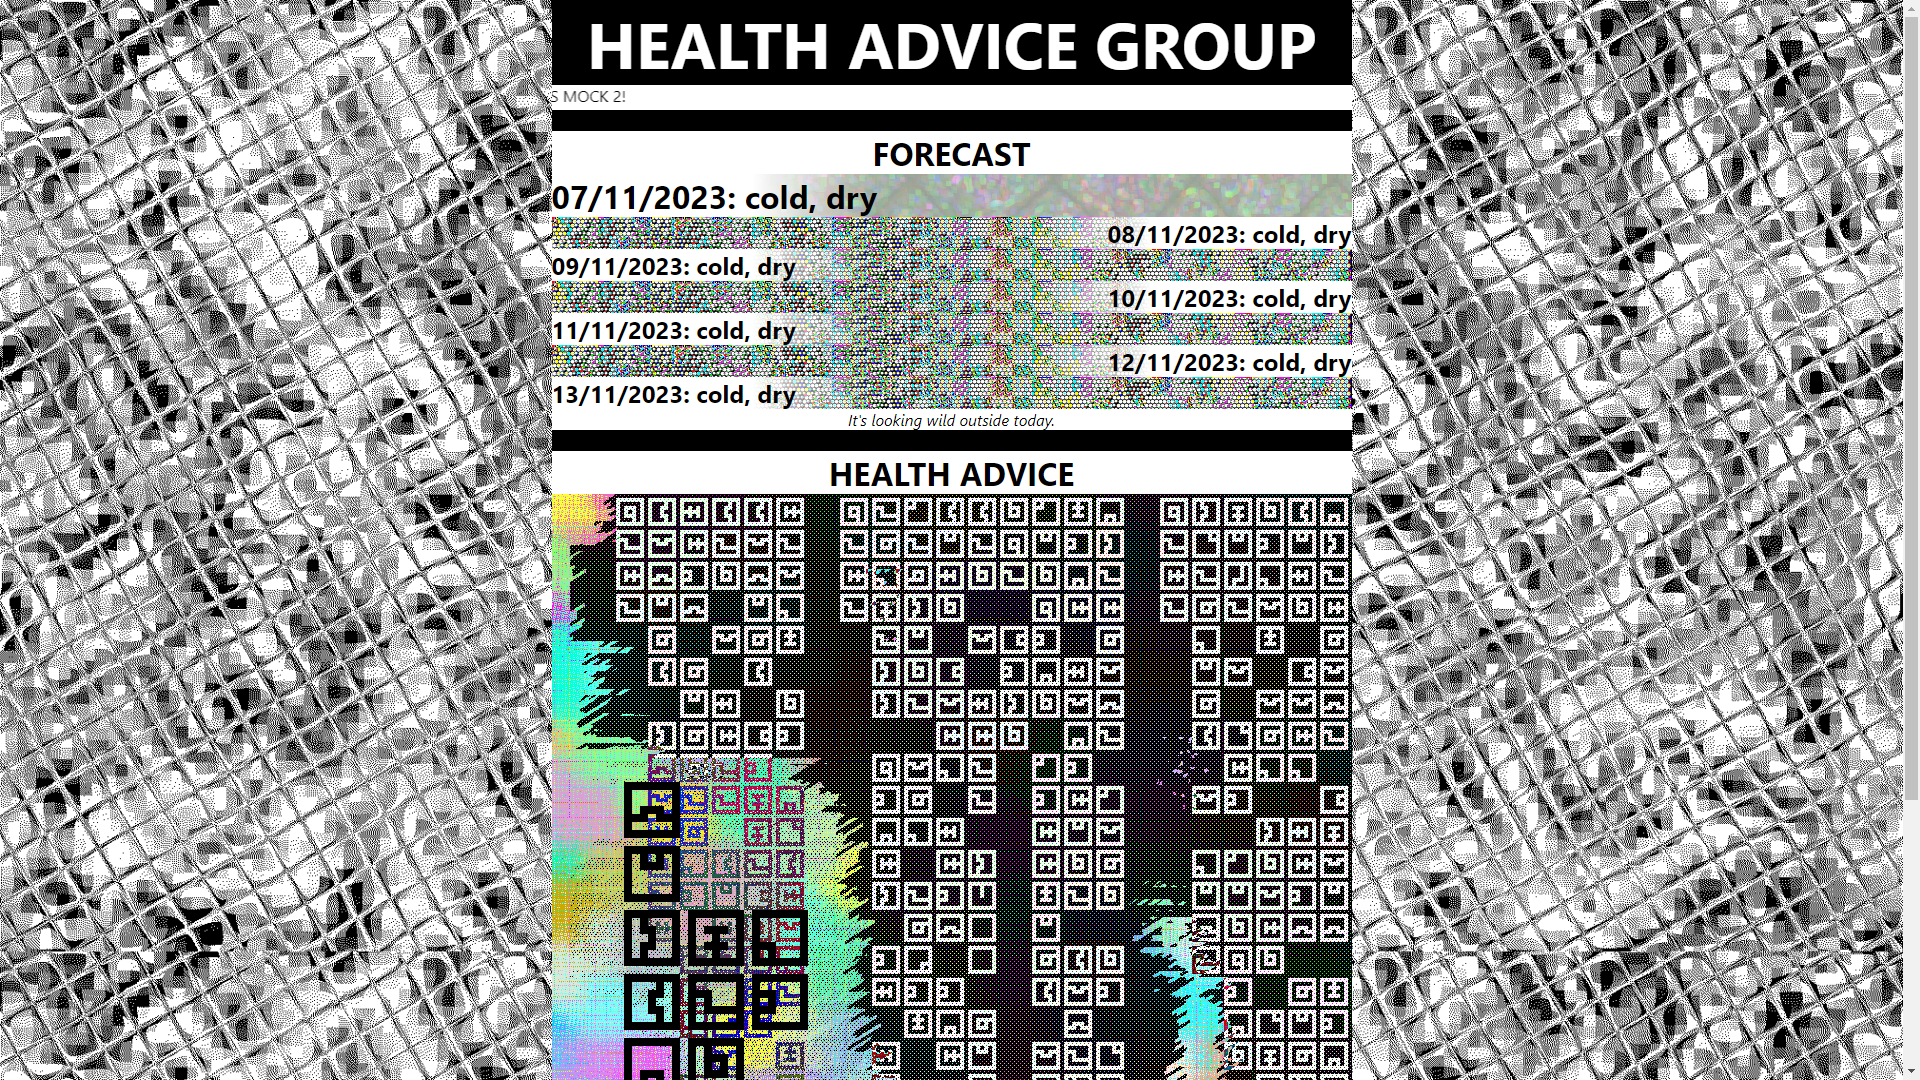 HEALTH ADVICE GROUP
S MOCK 2!
FORECAST
07/11/2023: cold, dry
08/11/2023: cold, dry
09/11/2023: cold, dry
10/11/2023: cold, dry
11/11/2023: cold, dry
12/11/2023: cold, dry
13/11/2023: cold, dry
It's looking wild outside today.
HEALTH ADVICE